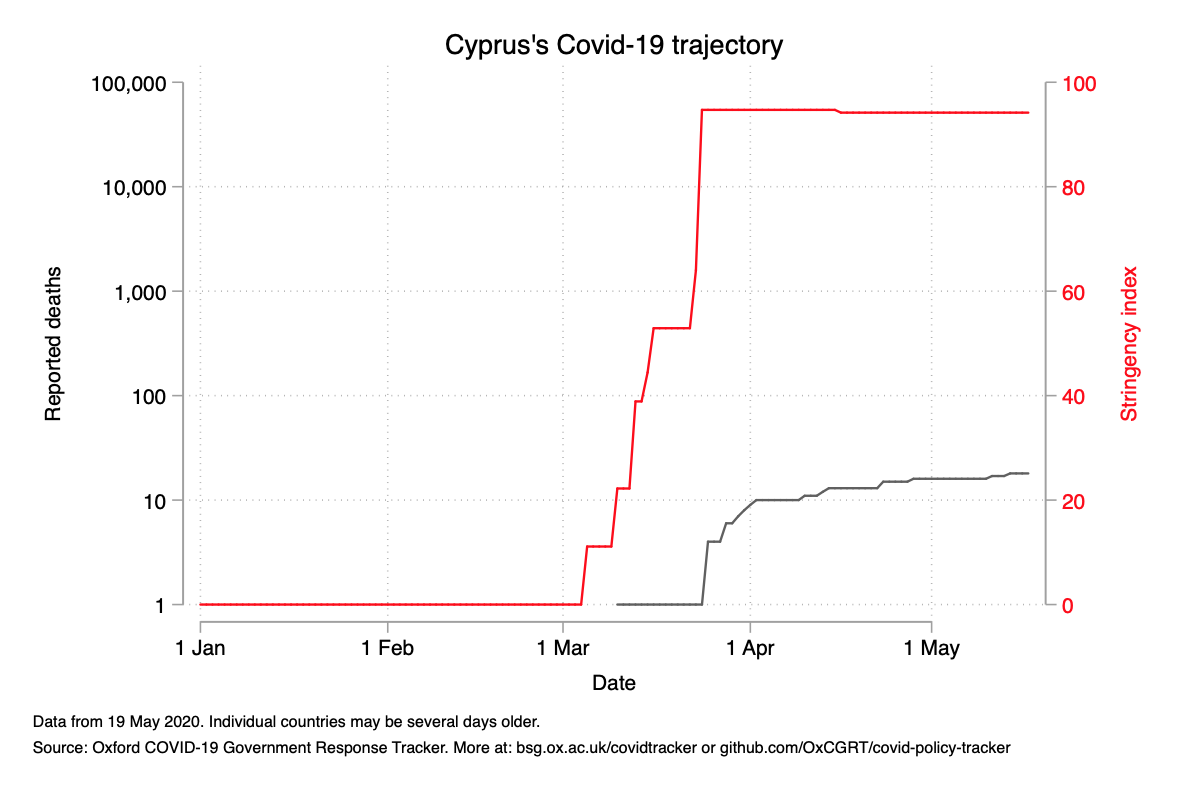 Cyprus's Covid-19 trajectory
100,000
10,000
1,000
100
10
1
Reported deaths
100
80
60
40
20
0
Stringency index
1 Jan
1 Feb
1 Mar
1 Apr
1 May
Date
Data from 19 May 2020. Individual countries may be several days older.
Source: Oxford COVID-19 Government Response Tracker. More at: bsg.ox.ac.uk/covidtracker or github.com/OxCGRT/covid-policy-tracker